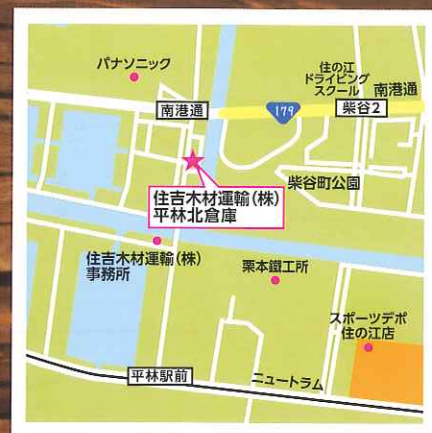 パナソニック
住の江
ドライビング
スクール
南港通
南港通
179
柴谷2
柴谷町公園
住吉木材運輸(株)
平林北倉庫
住吉木材運輸(株)
事務所
栗本鐵工所
スポーツデポ
住の江店
平林駅前
ニュートラム